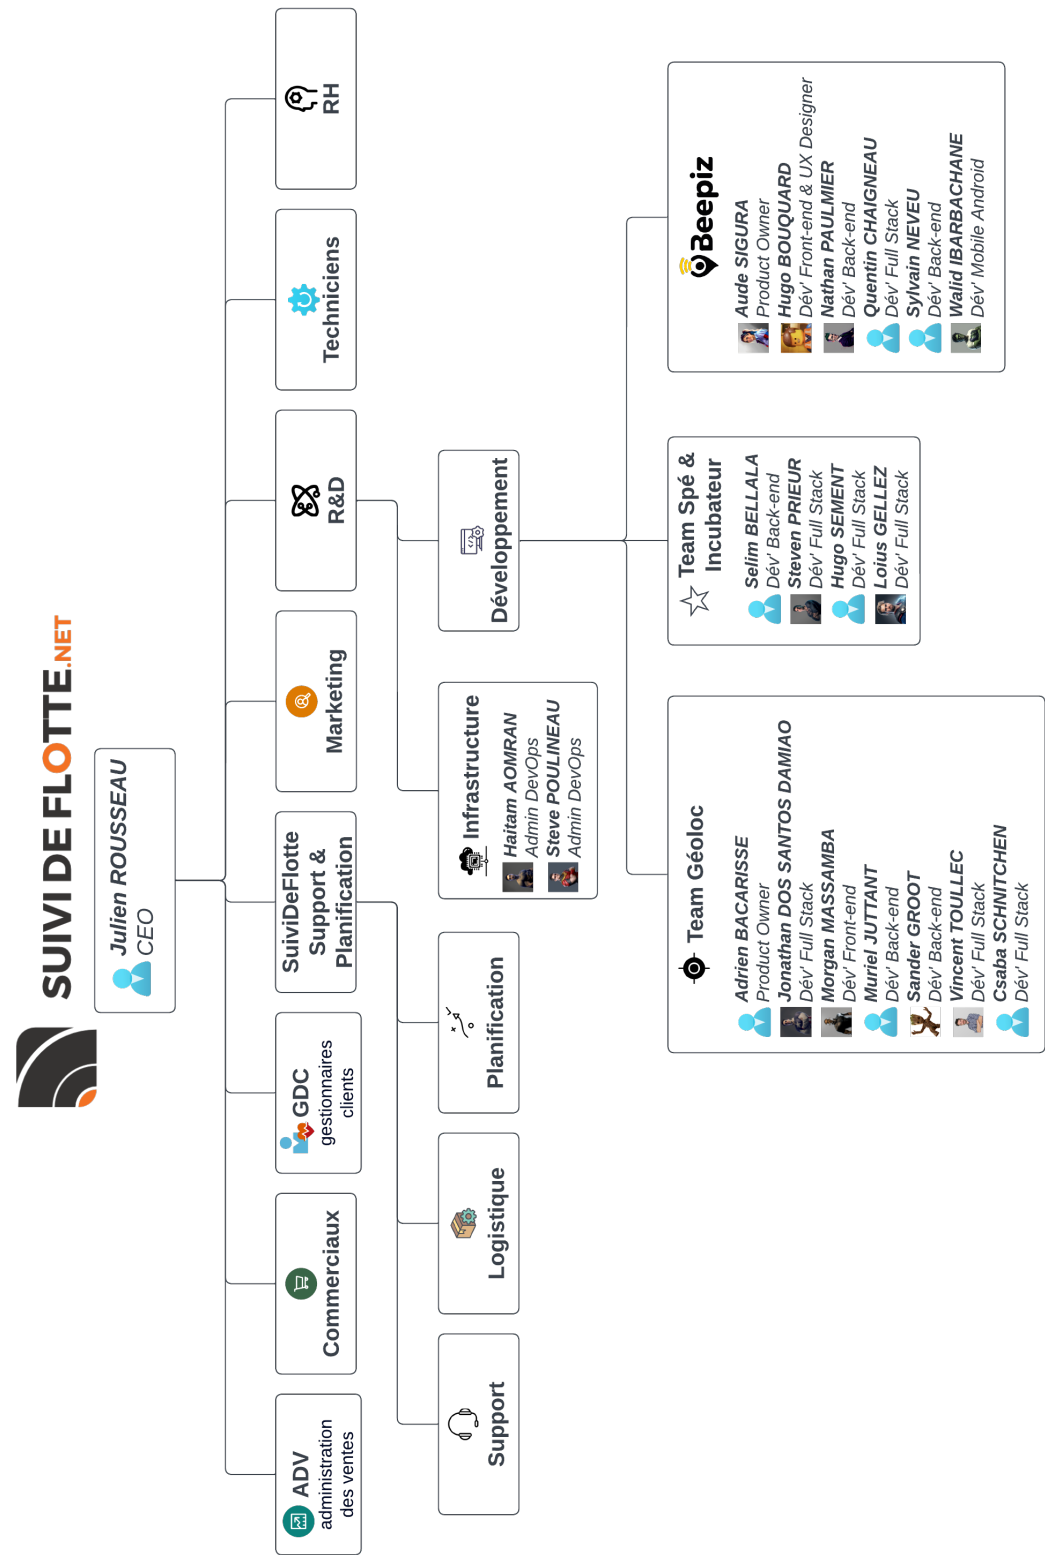 SUIVI DE FLOTTE.NET
Julien ROUSSEAU
CEO
ADV
administration
des ventes
Commerciaux
GDC
gestionnaires
clients
SuiviDeFlotte
Support &
Planification
Marketing
R&D
Techniciens
RH
Support
Logistique
Planification
Infrastructure
Haitam AOMRAN
Admin DevOps
Steve POULINEAU
Admin DevOps
Développement
Team Géoloc
Adrien BACARISSE
Product Owner
Jonathan DOS SANTOS DAMIAO
Dév' Full Stack
Morgan MASSAMBA
Dév' Front-end
Muriel JUTTANT
Dév' Back-end
Sander GROOT
Dév' Back-end
Vincent TOULLEC
Dév' Full Stack
Csaba SCHNITCHEN
Dév' Full Stack
Team Spé &
Incubateur
Selim BELLALA
Dév' Back-end
Steven PRIEUR
Dév' Full Stack
Hugo SEMENT
Dév' Full Stack
Loius GELLEZ
Dév' Full Stack
Beepiz
Aude SIGURA
Product Owner
Hugo BOUQUARD
Dév' Front-end & UX Designer
Nathan PAULMIER
Dév' Back-end
Quentin CHAIGNEAU
Dév' Full Stack
Sylvain NEVEU
Dév' Back-end
Walid IBARBACHANE
Dév' Mobile Android